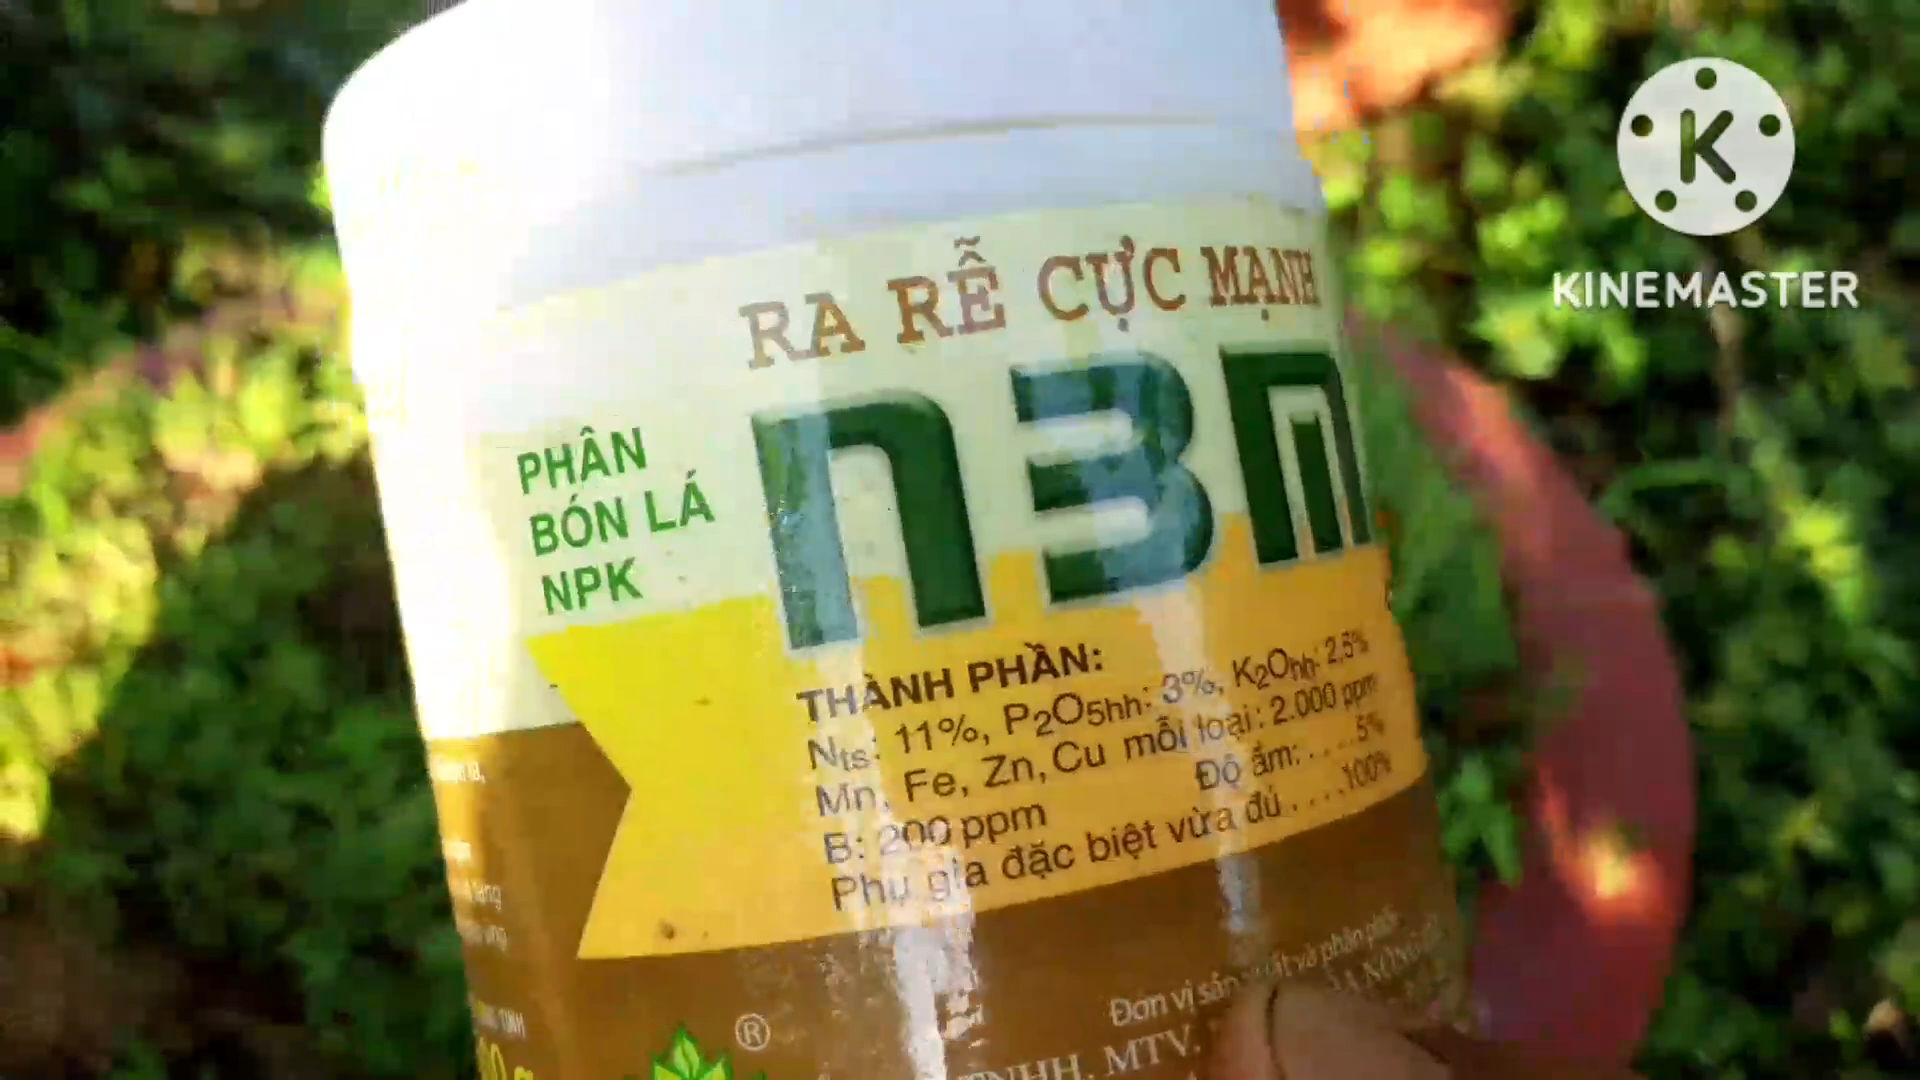 RA RỄ CỰC MẠNH
n3m
PHÂN
BÓN LÁ
NPK
THÀNH PHẦN:
Nts: 11%, P2O5hh: 3%, K2Ohh: 2.5%
Mn, Fe, Zn, Cu mỗi loại: 2.000 ppm
B: 200 ppm Độ ẩm: ....5%
Phụ gia đặc biệt vừa đủ ....100%
Đơn vị sản xuất và phân phối
TNHH. MTV.
®
K
KINEMASTER